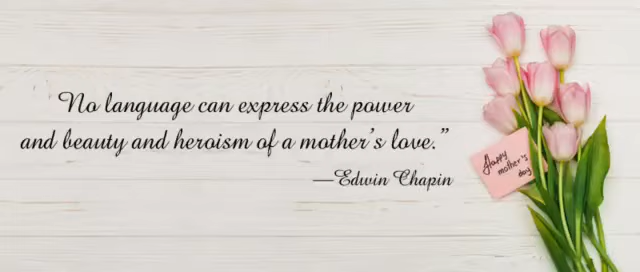 No language can express the power
and beauty and heroism of a mother's love.”
—Edwin Chapin
Happy
mother's
day